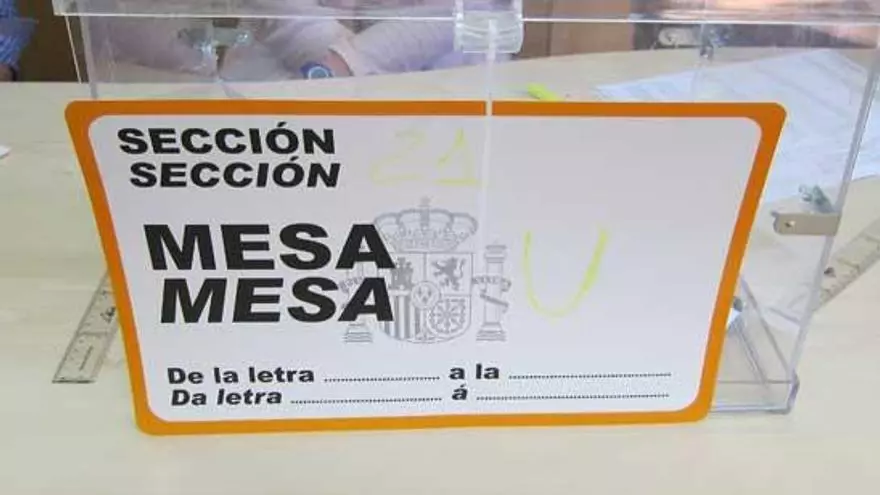 SECCIÓN 21
SECCIÓN
MESA U
MESA
De la letra ........................ a la ........................
Da letra ........................ á ........................